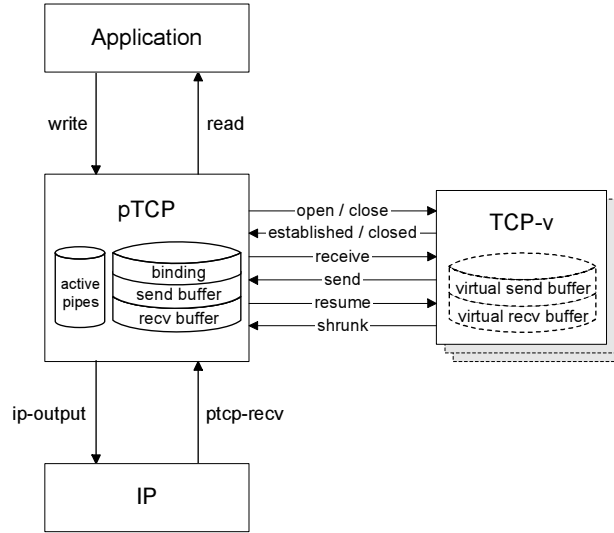 Application
write
read
pTCP
active
pipes
binding
send buffer
recv buffer
open / close
established / closed
receive
send
resume
shrunk
TCP-v
virtual send buffer
virtual recv buffer
ip-output
ptcp-recv
IP